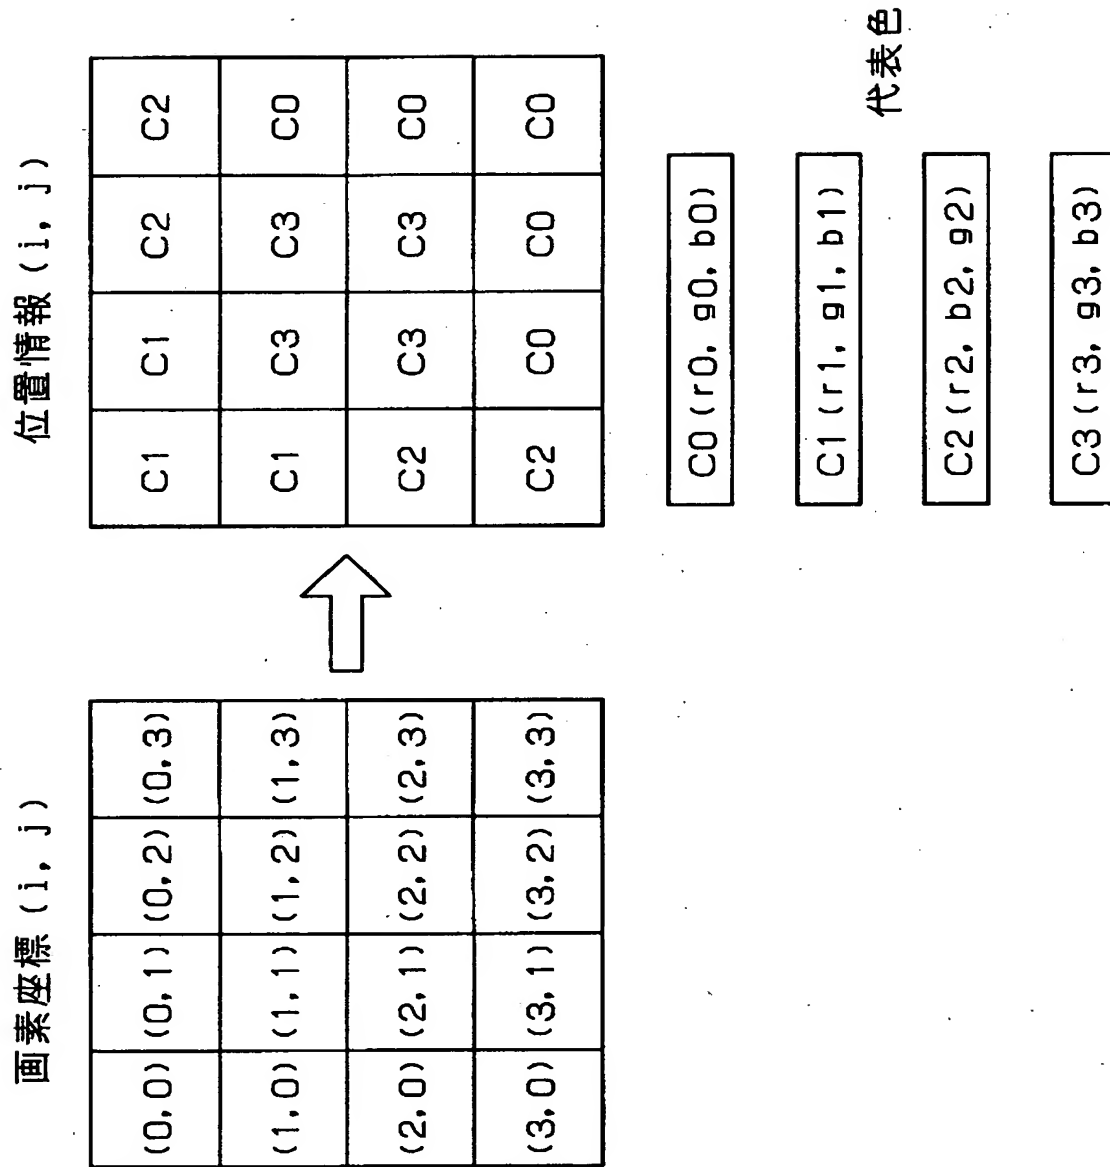 画素座標 (i, j)
(0,0) (0,1) (0,2) (0,3)
(1,0) (1,1) (1,2) (1,3)
(2,0) (2,1) (2,2) (2,3)
(3,0) (3,1) (3,2) (3,3)
位置情報 (i, j)
C1 C1 C2 C2
C1 C3 C3 C0
C2 C3 C3 C0
C2 C0 C0 C0
C0 (r0, g0, b0)
C1 (r1, g1, b1)
C2 (r2, b2, g2)
C3 (r3, g3, b3)
代表色